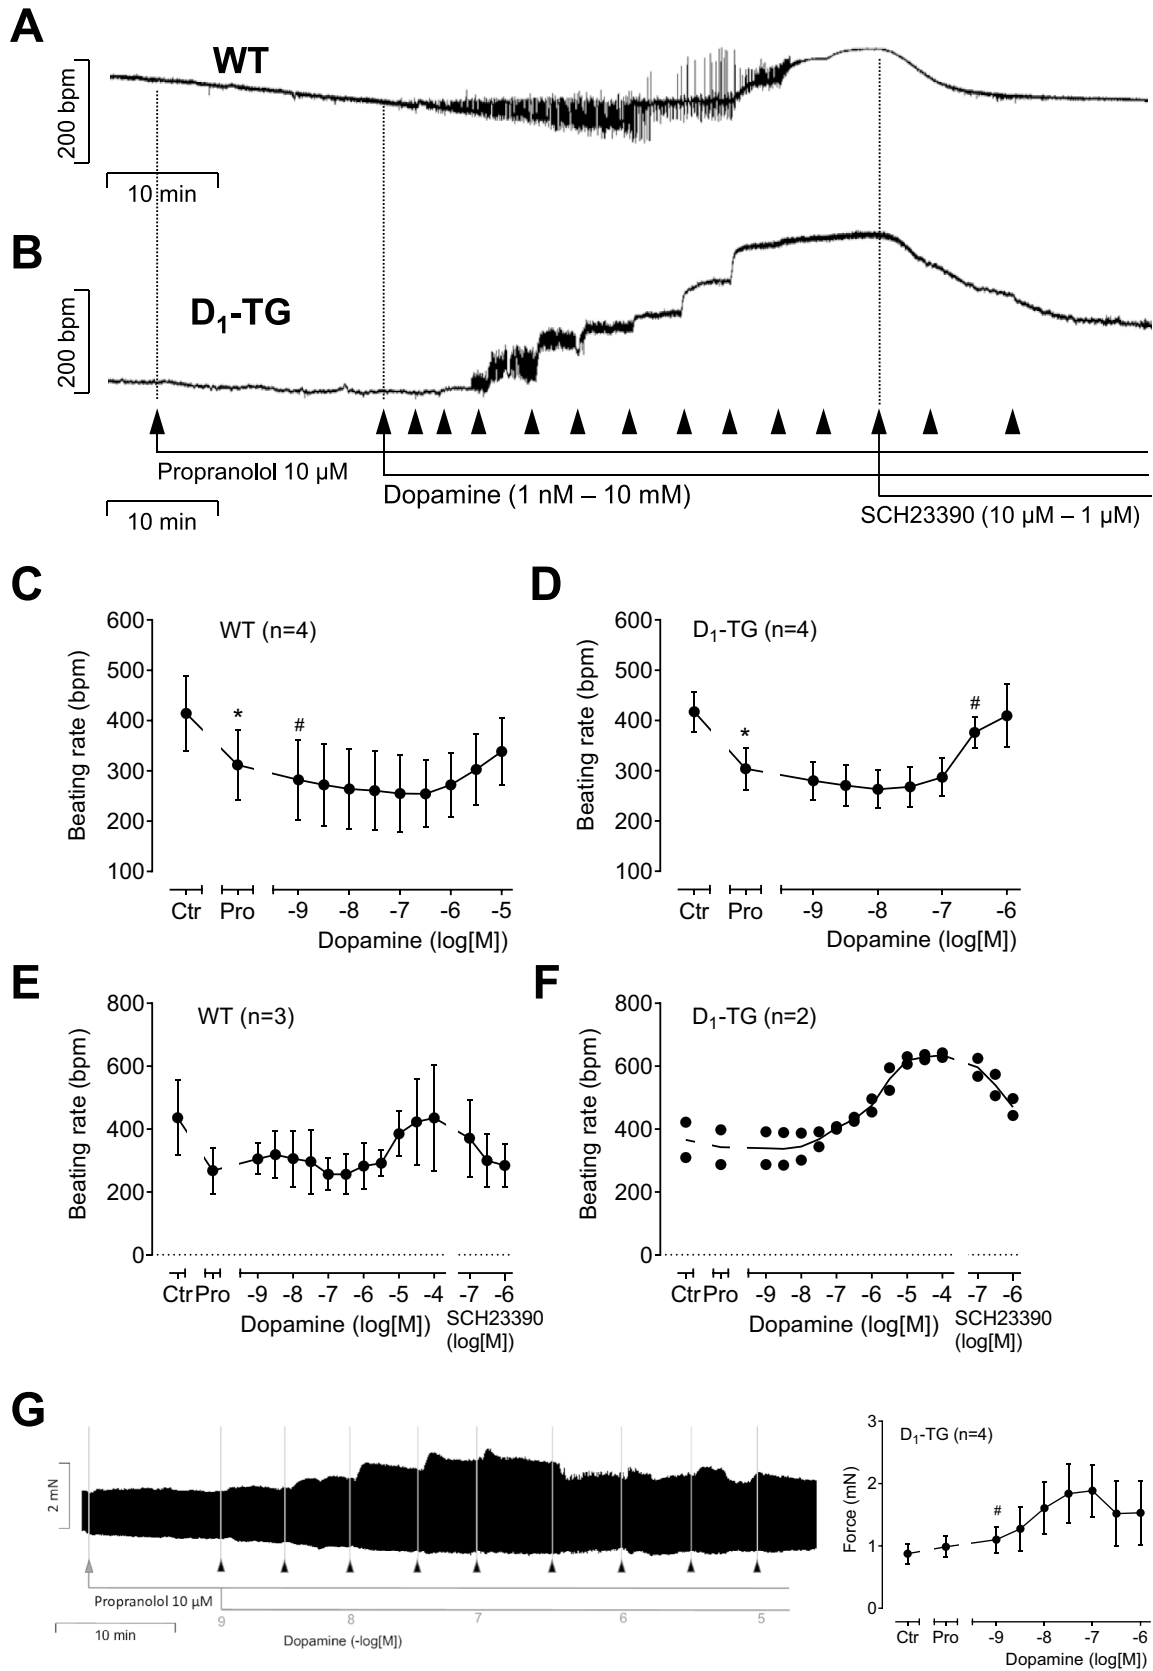 A
WT
200 bpm
10 min
B
D₁-TG
200 bpm
Propranolol 10 µM
Dopamine (1 nM – 10 mM)
10 min
SCH23390 (10 µM – 1 µM)
C
WT (n=4)
Beating rate (bpm)
600
500
400
300
200
100
*
#
Ctr Pro -9 -8 -7 -6 -5
Dopamine (log[M])
D
D₁-TG (n=4)
Beating rate (bpm)
600
500
400
300
200
100
*
#
Ctr Pro -9 -8 -7 -6
Dopamine (log[M])
E
WT (n=3)
Beating rate (bpm)
800
600
400
200
0
Ctr Pro -9 -8 -7 -6 -5 -4 -7 -6
Dopamine (log[M])
SCH23390
(log[M])
F
D₁-TG (n=2)
Beating rate (bpm)
800
600
400
200
0
Ctr Pro -9 -8 -7 -6 -5 -4 -7 -6
Dopamine (log[M])
SCH23390
(log[M])
G
2 mN
Propranolol 10 µM
9 8 7 6 5
10 min
Dopamine (-log[M])
D₁-TG (n=4)
Force (mN)
3
2
1
0
#
Ctr Pro -9 -8 -7 -6
Dopamine (log[M])